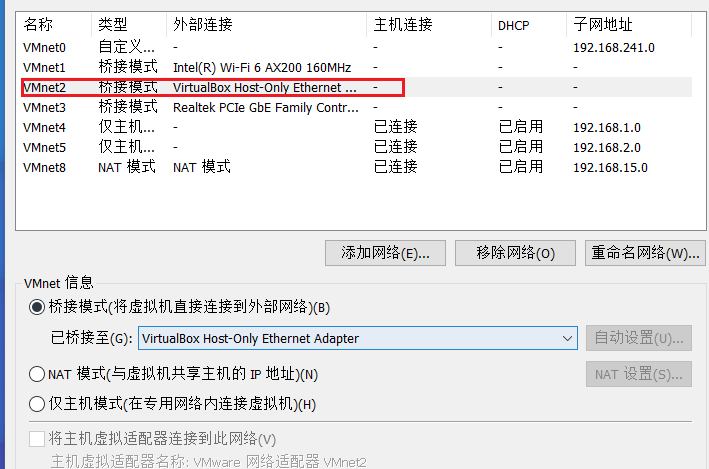 名称 类型 外部连接 主机连接 DHCP 子网地址
VMnet0 自定义... - - - 192.168.241.0
VMnet1 桥接模式 Intel(R) Wi-Fi 6 AX200 160MHz - - -
VMnet2 桥接模式 VirtualBox Host-Only Ethernet ... - - -
VMnet3 桥接模式 Realtek PCIe GbE Family Contr... - - -
VMnet4 仅主机... - 已连接 已启用 192.168.1.0
VMnet5 仅主机... - 已连接 已启用 192.168.2.0
VMnet8 NAT 模式 NAT 模式 已连接 已启用 192.168.15.0
添加网络(E)... 移除网络(O) 重命名网络(W)...
VMnet 信息
桥接模式(将虚拟机直接连接到外部网络)(B)
已桥接至(G): VirtualBox Host-Only Ethernet Adapter 自动设置(U)...
NAT 模式(与虚拟机共享主机的 IP 地址)(N) NAT 设置(S)...
仅主机模式(在专用网络内连接虚拟机)(H)
将主机虚拟适配器连接到此网络(V)
主机虚拟适配器名称: VMware 网络适配器 VMnet2